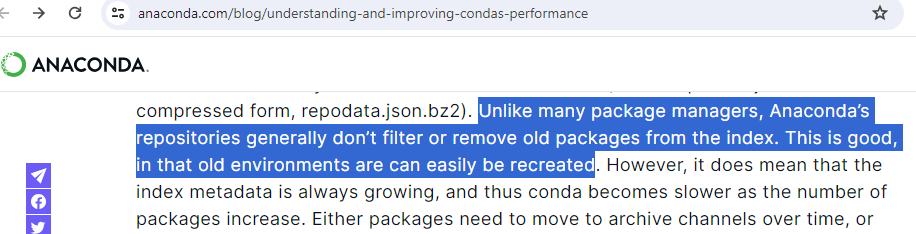 anaconda.com/blog/understanding-and-improving-condas-performance
ANACONDA.
compressed form, repodata.json.bz2). Unlike many package managers, Anaconda’s
repositories generally don’t filter or remove old packages from the index. This is good,
in that old environments are can easily be recreated. However, it does mean that the
index metadata is always growing, and thus conda becomes slower as the number of
packages increase. Either packages need to move to archive channels over time, or